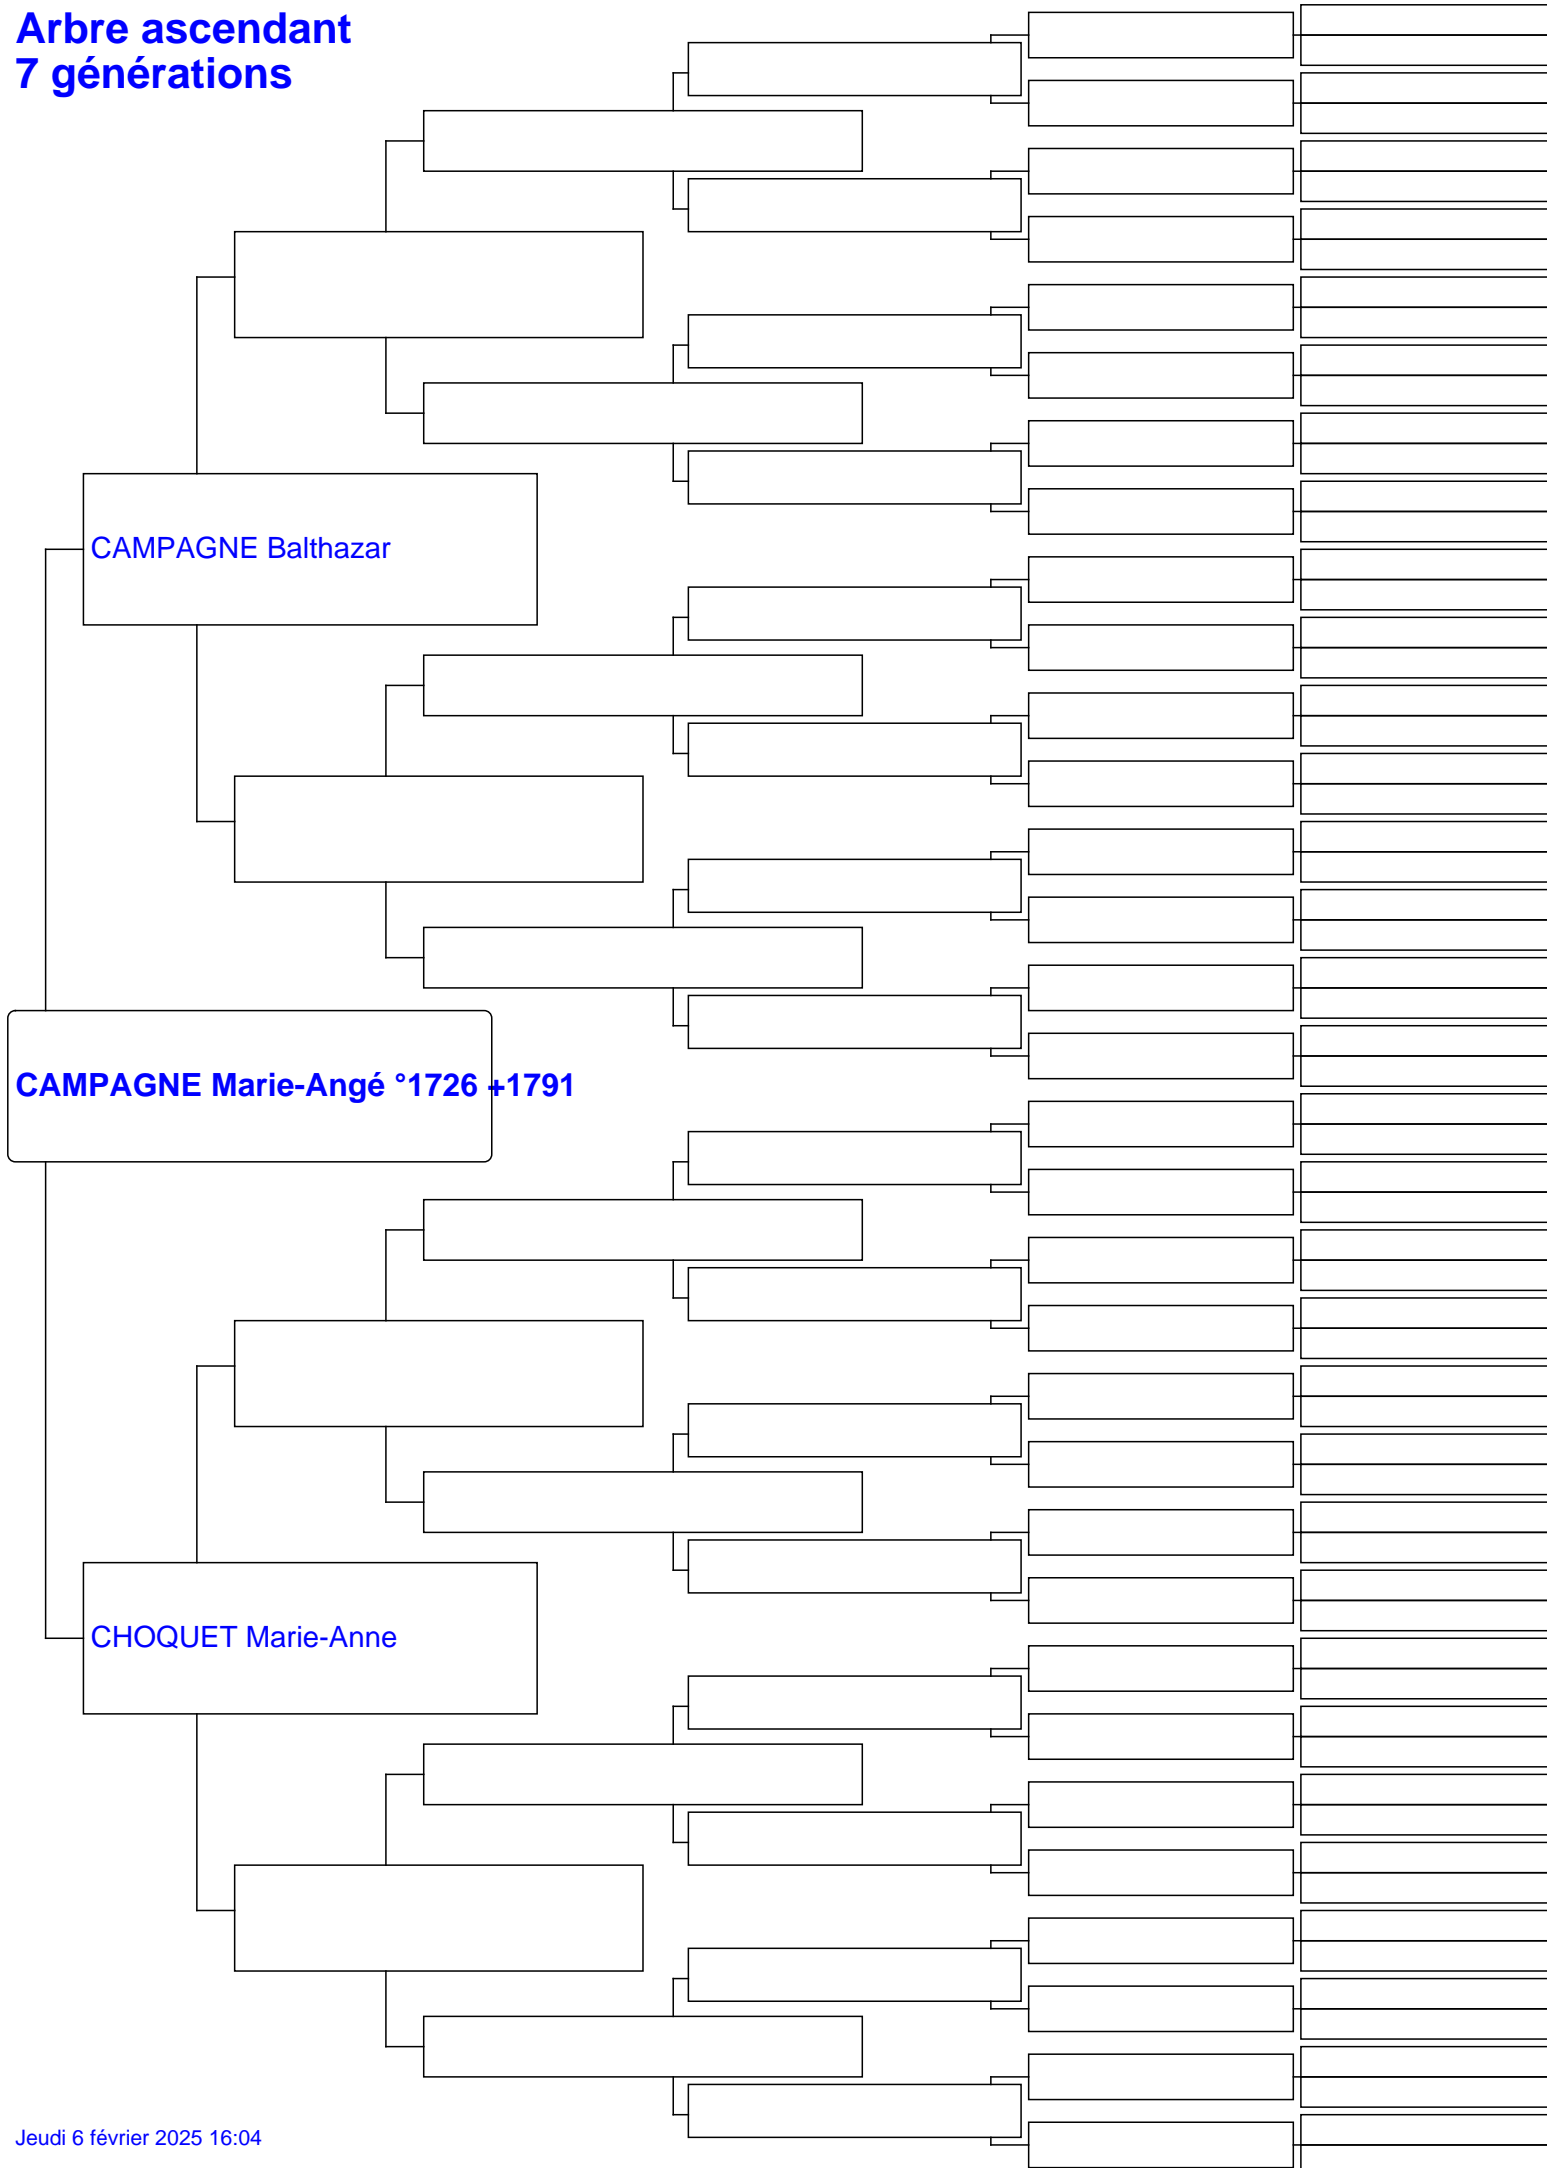 Arbre ascendant
7 générations
CAMPAGNE Balthazar
CAMPAGNE Marie-Angé °1726 +1791
CHOQUET Marie-Anne
Jeudi 6 février 2025 16:04